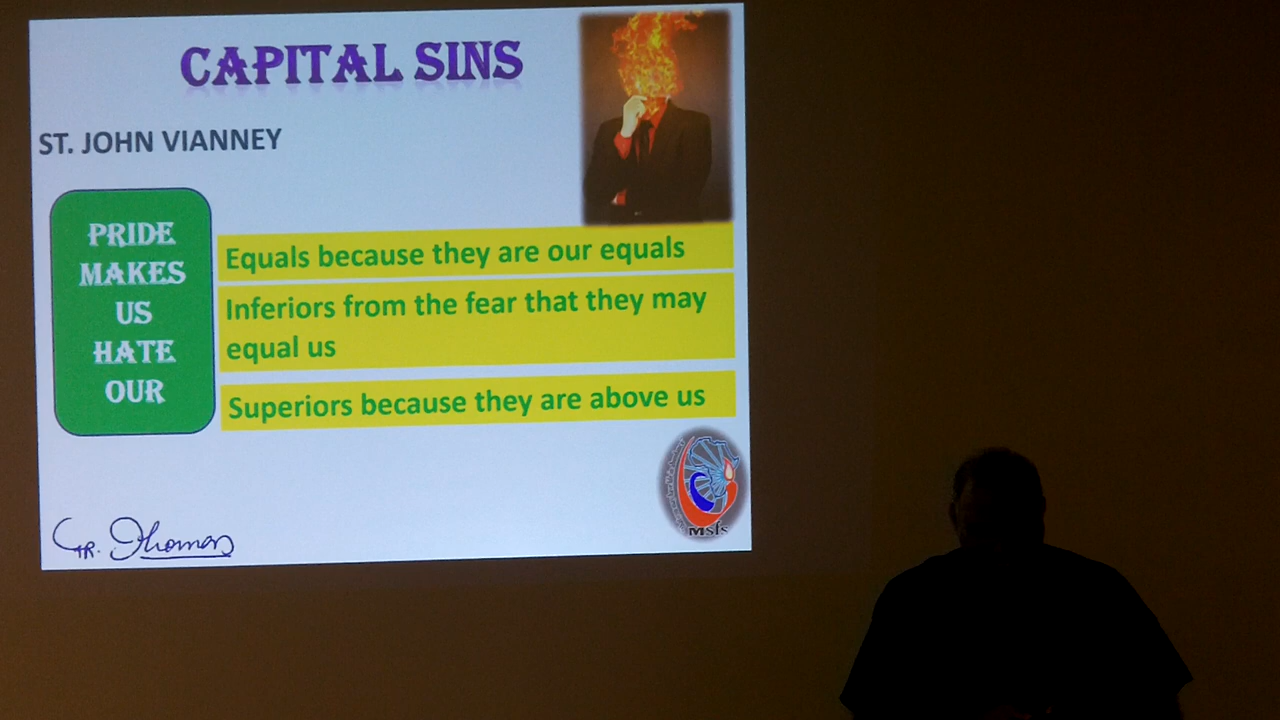 CAPITAL SINS
ST. JOHN VIANNEY
PRIDE
MAKES
US
HATE
OUR
Equals because they are our equals
Inferiors from the fear that they may
equal us
Superiors because they are above us
FR. Thomas
Msfs